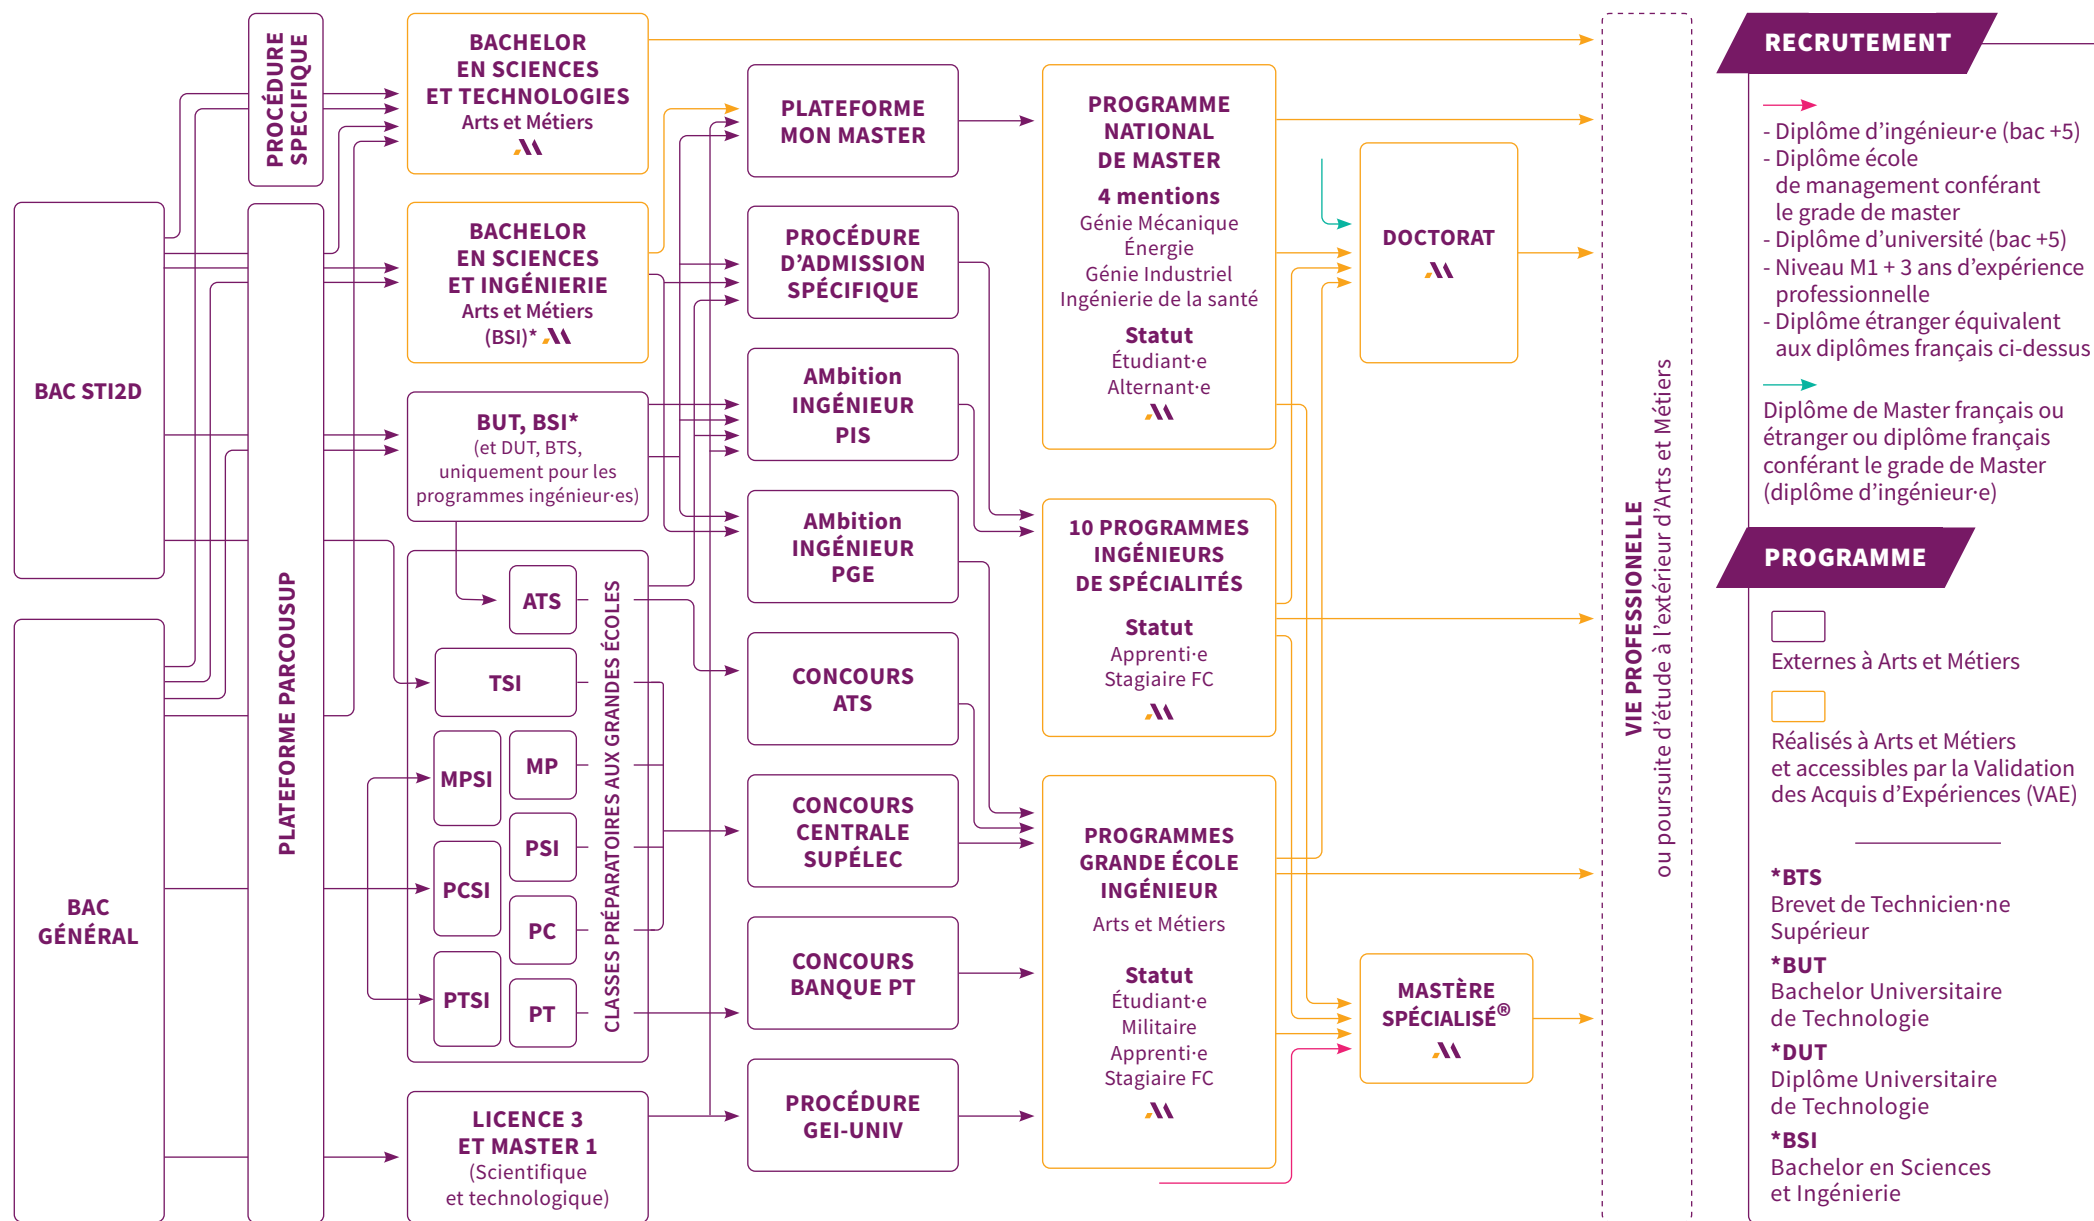 PROCÉDURE
SPECIFIQUE
BAC STI2D
BAC
GÉNÉRAL
PLATEFORME PARCOUSUP
BACHELOR
EN SCIENCES
ET TECHNOLOGIES
Arts et Métiers
BACHELOR
EN SCIENCES
ET INGÉNIERIE
Arts et Métiers
(BSI)*
BUT, BSI*
(et DUT, BTS,
uniquement pour les
programmes ingénieur·es)
ATS
TSI
MPSI
MP
PSI
PCSI
PC
PTSI
PT
CLASSES PRÉPARATOIRES AUX GRANDES ÉCOLES
LICENCE 3
ET MASTER 1
(Scientifique
et technologique)
PLATEFORME
MON MASTER
PROCÉDURE
D'ADMISSION
SPÉCIFIQUE
AMbition
INGÉNIEUR
PIS
AMbition
INGÉNIEUR
PGE
CONCOURS
ATS
CONCOURS
CENTRALE
SUPÉLEC
CONCOURS
BANQUE PT
PROCÉDURE
GEI-UNIV
PROGRAMME
NATIONAL
DE MASTER
4 mentions
Génie Mécanique
Énergie
Génie Industriel
Ingénierie de la santé
Statut
Étudiant·e
Alternant·e
10 PROGRAMMES
INGÉNIEURS
DE SPÉCIALITÉS
Statut
Apprenti·e
Stagiaire FC
PROGRAMMES
GRANDE ÉCOLE
INGÉNIEUR
Arts et Métiers
Statut
Étudiant·e
Militaire
Apprenti·e
Stagiaire FC
DOCTORAT
MASTÈRE
SPÉCIALISÉ®
VIE PROFESSIONELLE
ou poursuite d'étude à l'extérieur d'Arts et Métiers
RECRUTEMENT
- Diplôme d'ingénieur·e (bac +5)
- Diplôme école
de management conférant
le grade de master
- Diplôme d'université (bac +5)
- Niveau M1 + 3 ans d'expérience
professionnelle
- Diplôme étranger équivalent
aux diplômes français ci-dessus
Diplôme de Master français ou
étranger ou diplôme français
conférant le grade de Master
(diplôme d'ingénieur·e)
PROGRAMME
Externes à Arts et Métiers
Réalisés à Arts et Métiers
et accessibles par la Validation
des Acquis d'Expériences (VAE)
*BTS
Brevet de Technicien·ne
Supérieur
*BUT
Bachelor Universitaire
de Technologie
*DUT
Diplôme Universitaire
de Technologie
*BSI
Bachelor en Sciences
et Ingénierie